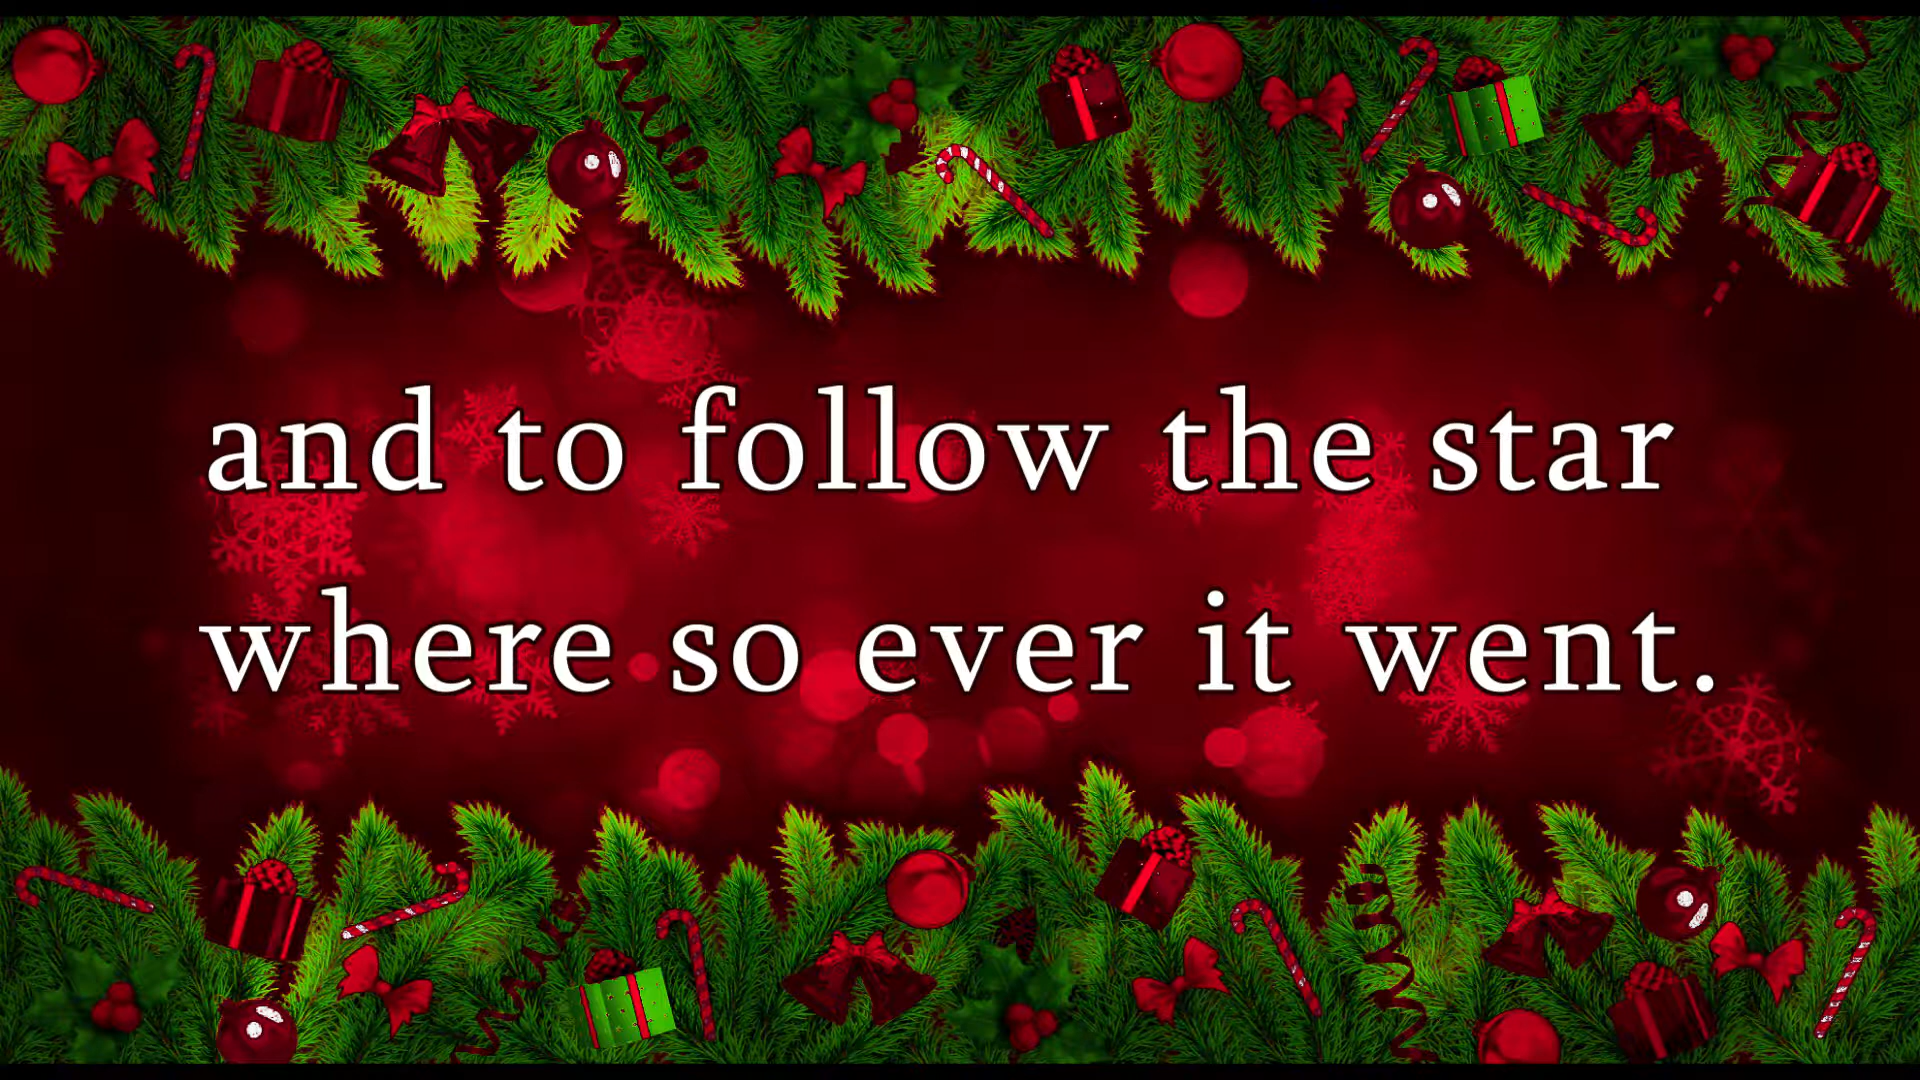 and to follow the star
where so ever it went.